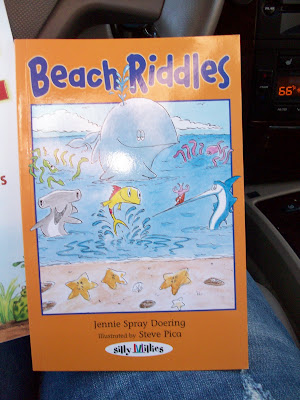 Beach Riddles
Jennie Spray Doering
Illustrated by Steve Pica
Silly Millies
66°
s